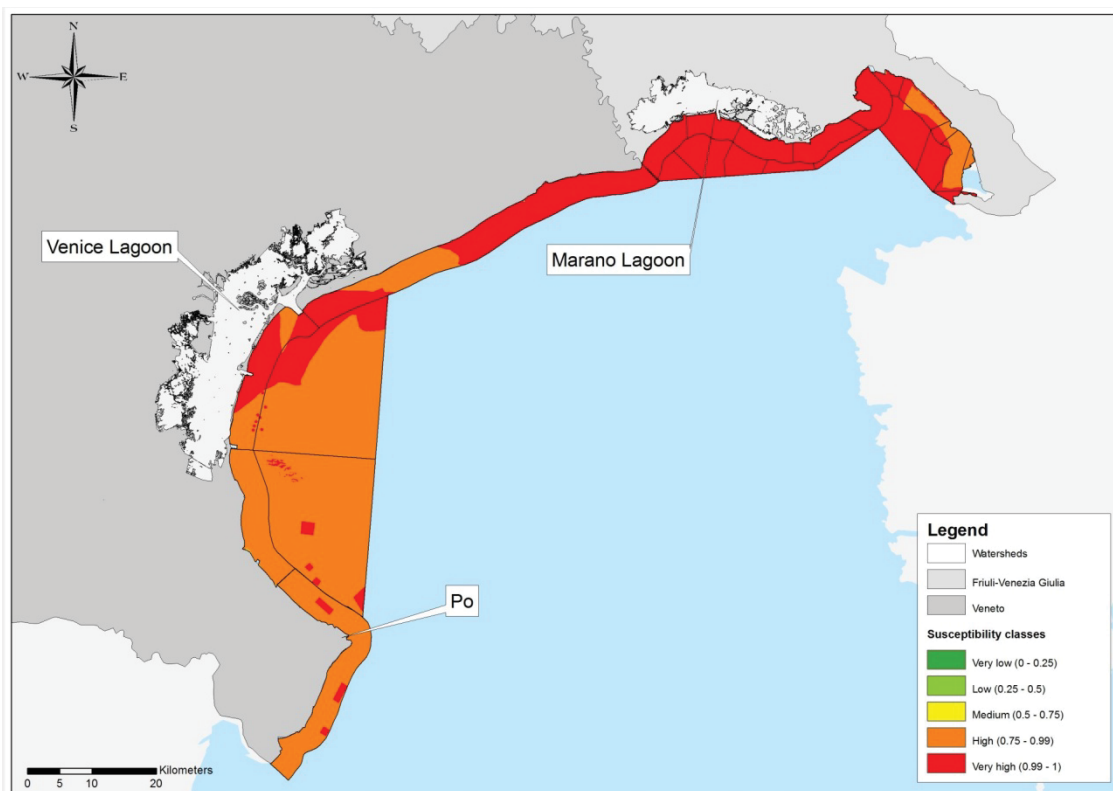 N
W E
S
Venice Lagoon
Marano Lagoon
Po
Legend
Watersheds
Friuli-Venezia Giulia
Veneto
Susceptibility classes
Very low (0 - 0.25)
Low (0.25 - 0.5)
Medium (0.5 - 0.75)
High (0.75 - 0.99)
Very high (0.99 - 1)
Kilometers
0 5 10 20